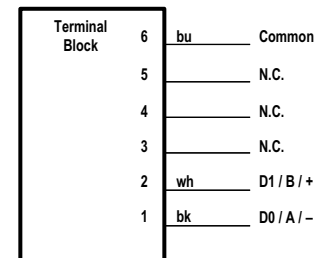 Terminal
Block
6 bu Common
5 N.C.
4 N.C.
3 N.C.
2 wh D1 / B / +
1 bk D0 / A / –